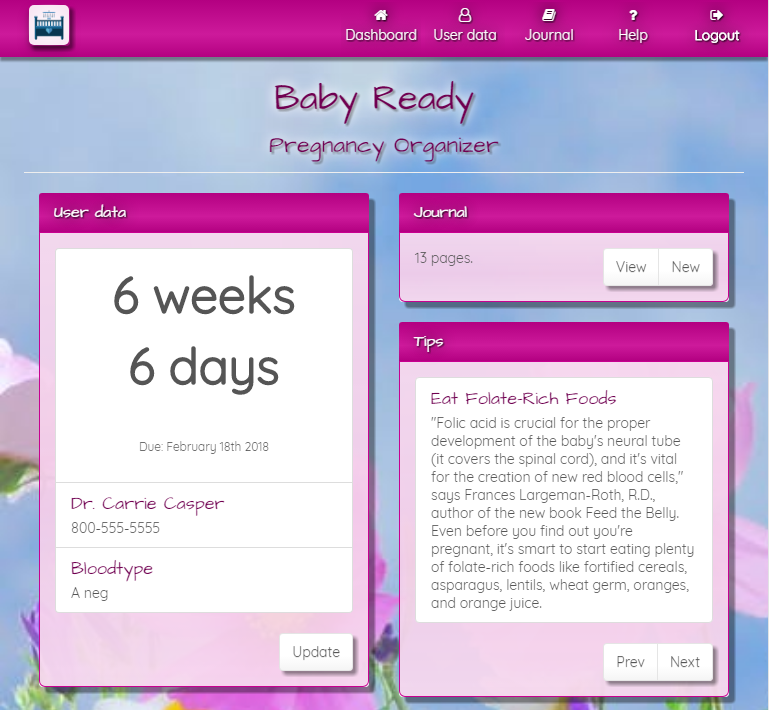 Dashboard
User data
Journal
Help
Logout
Baby Ready
Pregnancy Organizer
User data
6 weeks
6 days
Due: February 18th 2018
Dr. Carrie Casper
800-555-5555
Bloodtype
A neg
Update
Journal
13 pages.
View
New
Tips
Eat Folate-Rich Foods
"Folic acid is crucial for the proper
development of the baby's neural tube
(it covers the spinal cord), and it's vital
for the creation of new red blood cells,"
says Frances Largeman-Roth, R.D.,
author of the new book Feed the Belly.
Even before you find out you're
pregnant, it's smart to start eating plenty
of folate-rich foods like fortified cereals,
asparagus, lentils, wheat germ, oranges,
and orange juice.
Prev
Next